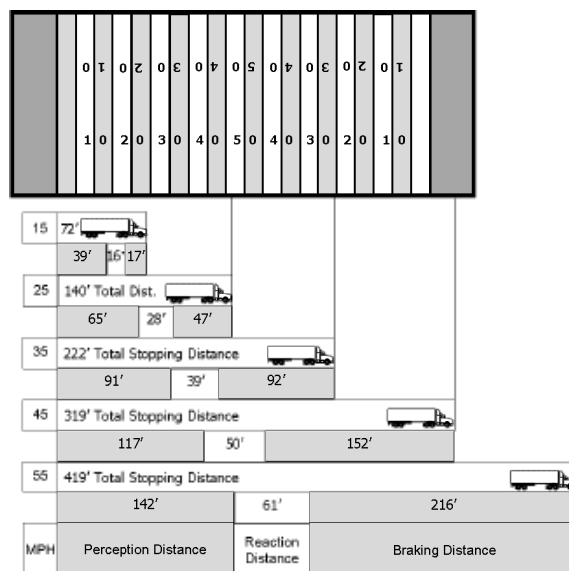 0 1 0 2 0 3 0 4 0 5 0 4 0 3 0 2 0 1
1 0 2 0 3 0 4 0 5 0 4 0 3 0 2 0 1 0
15 72'
39' 16' 17'
25 140' Total Dist.
65' 28' 47'
35 222' Total Stopping Distance
91' 39' 92'
45 319' Total Stopping Distance
117' 50' 152'
55 419' Total Stopping Distance
142' 61' 216'
MPH Perception Distance Reaction Distance Braking Distance